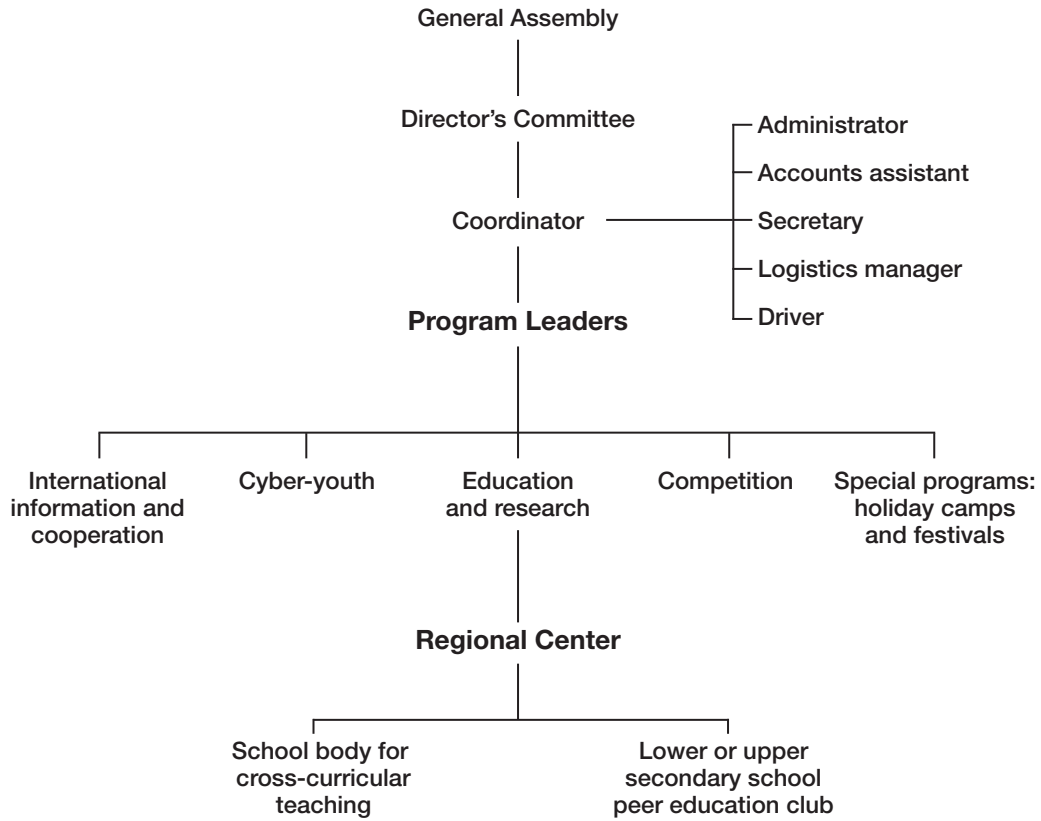 General Assembly
Director’s Committee
Administrator
Accounts assistant
Coordinator
Secretary
Logistics manager
Driver
Program Leaders
International
information and
cooperation
Cyber-youth
Education
and research
Competition
Special programs:
holiday camps
and festivals
Regional Center
School body for
cross-curricular
teaching
Lower or upper
secondary school
peer education club